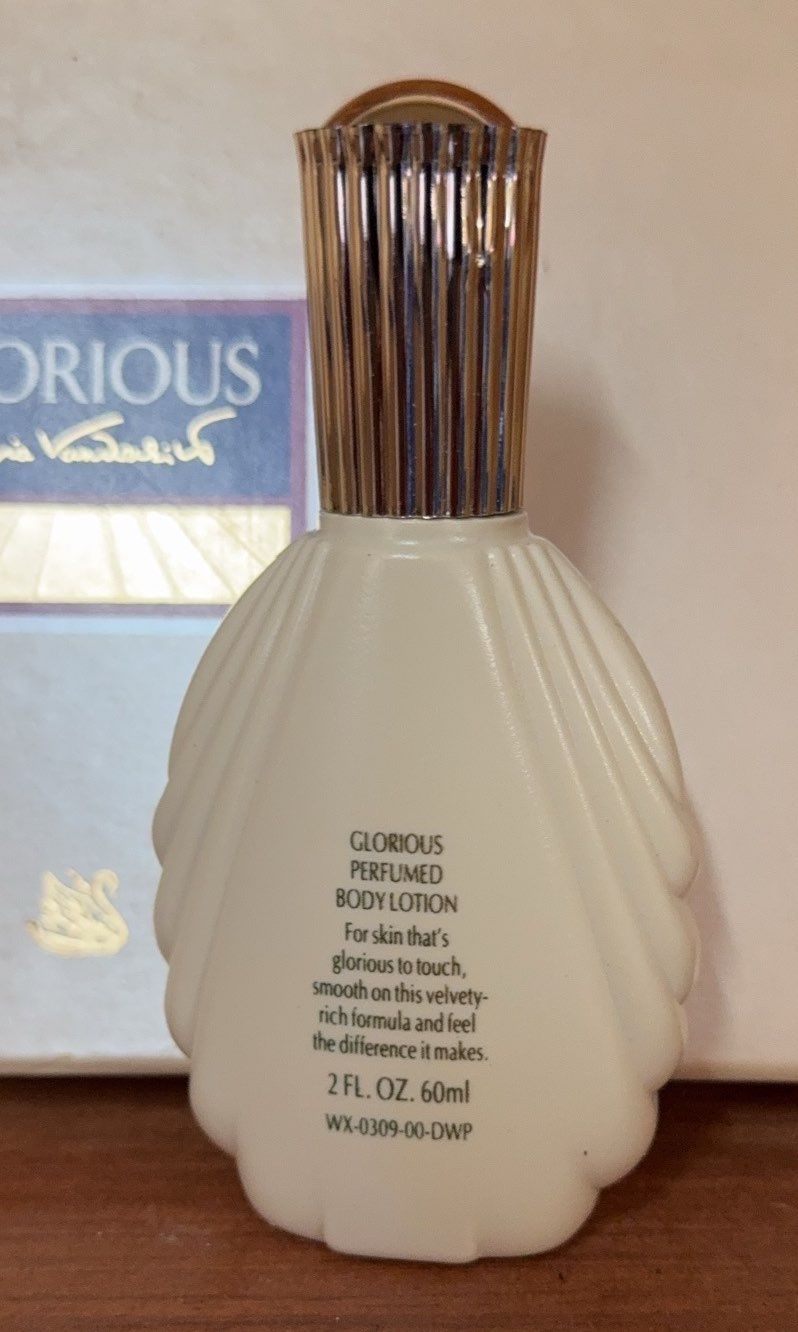 ORIOUS
Vanderbilt
GLORIOUS
PERFUMED
BODY LOTION
For skin that's
glorious to touch,
smooth on this velvety-
rich formula and feel
the difference it makes.
2 FL. OZ. 60ml
WX-0309-00-DWP